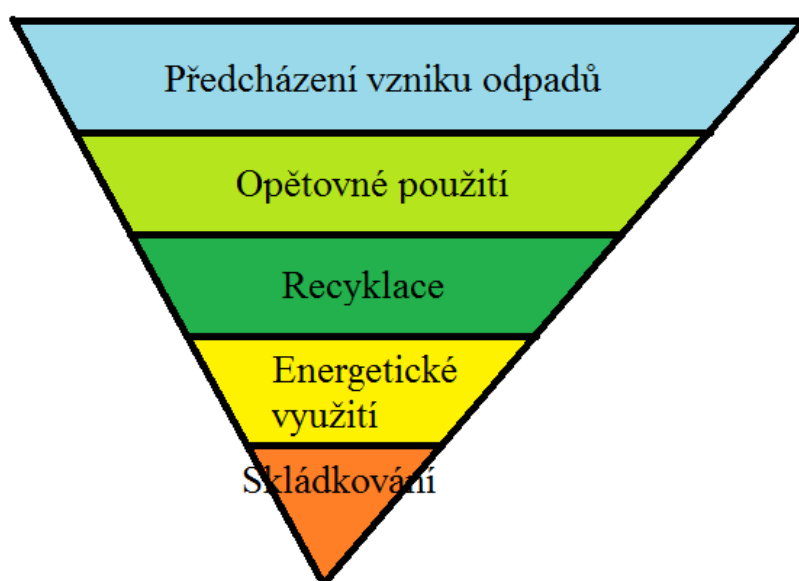 Předcházení vzniku odpadů
Opětovné použití
Recyklace
Energetické
využití
Skládkování